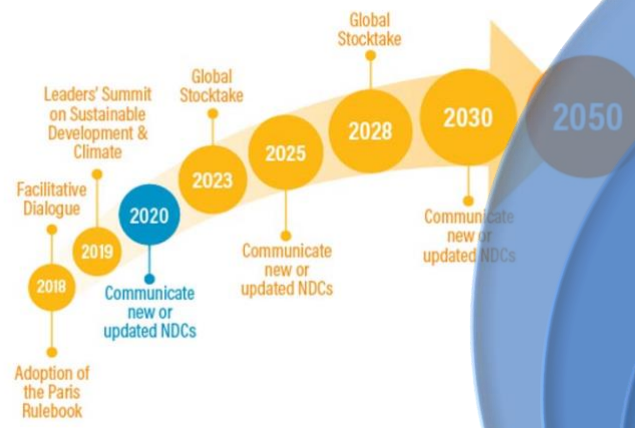 Facilitative
Dialogue
2018
Adoption of
the Paris
Rulebook
Leaders' Summit
on Sustainable
Development &
Climate
2019
2020
Communicate
new or
updated NDCs
Global
Stocktake
2023
2025
Communicate
new or
updated NDCs
Global
Stocktake
2028
2030
Communicate
new or
updated NDCs
2050